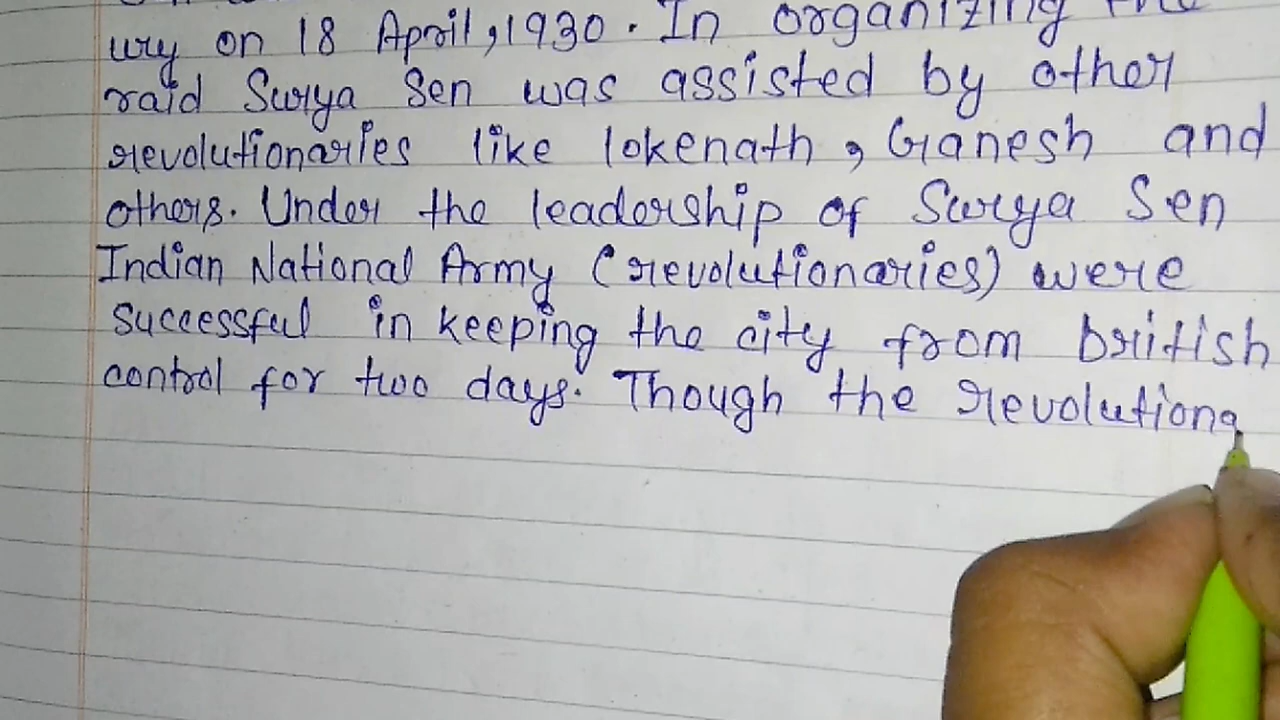 ury on 18 April, 1930. In organizing the
raid Surya Sen was assisted by other
revolutionaries like lokenath, Ganesh and
others. Under the leadership of Surya Sen
Indian National Army (revolutionaries) were
successful in keeping the city from british
control for two days. Though the revolutiona